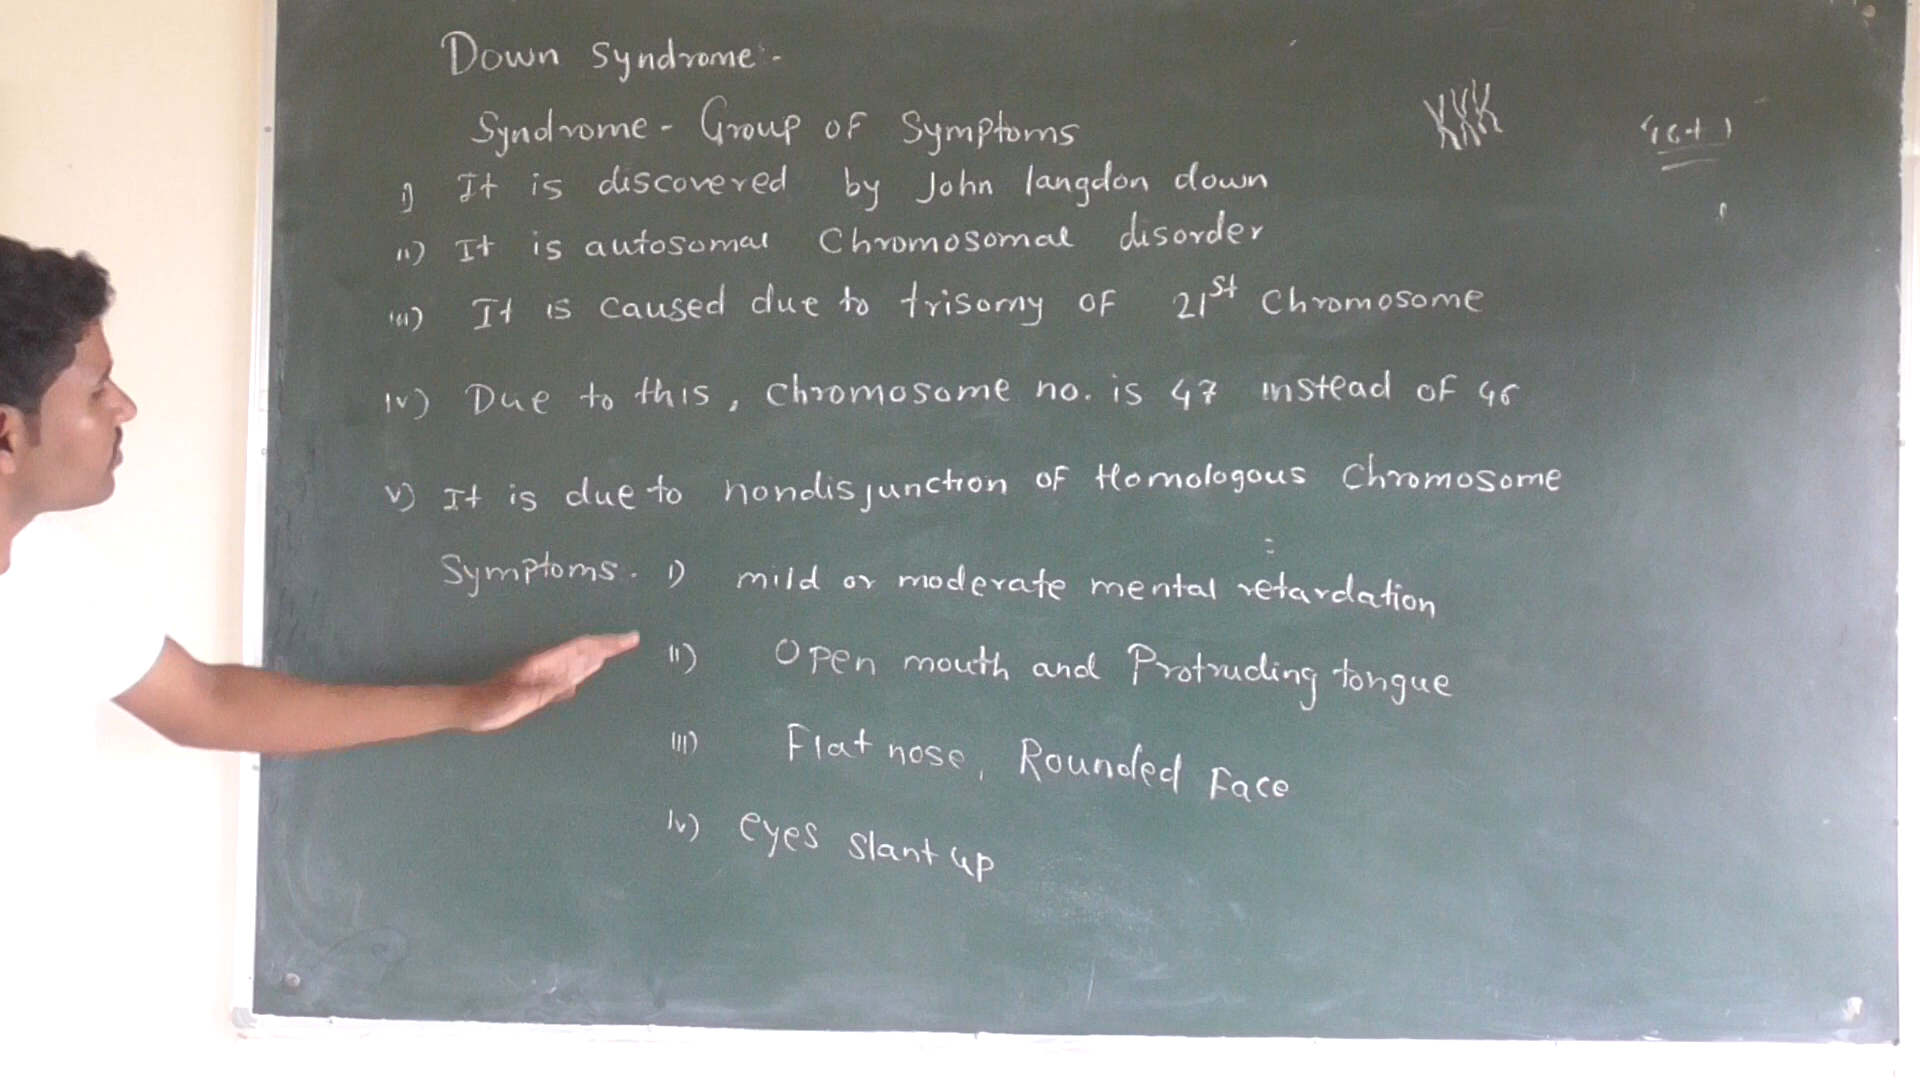 Down Syndrome:-
Syndrome - Group of Symptoms
i) It is discovered by John langdon down
ii) It is autosomal Chromosomal disorder
iii) It is caused due to trisomy of 21st Chromosome
iv) Due to this, chromosome no. is 47 instead of 46
v) It is due to nondisjunction of Homologous Chromosome
Symptoms. i) mild or moderate mental retardation
ii) Open mouth and Protruding tongue
iii) Flat nose, Rounded Face
iv) eyes slant up